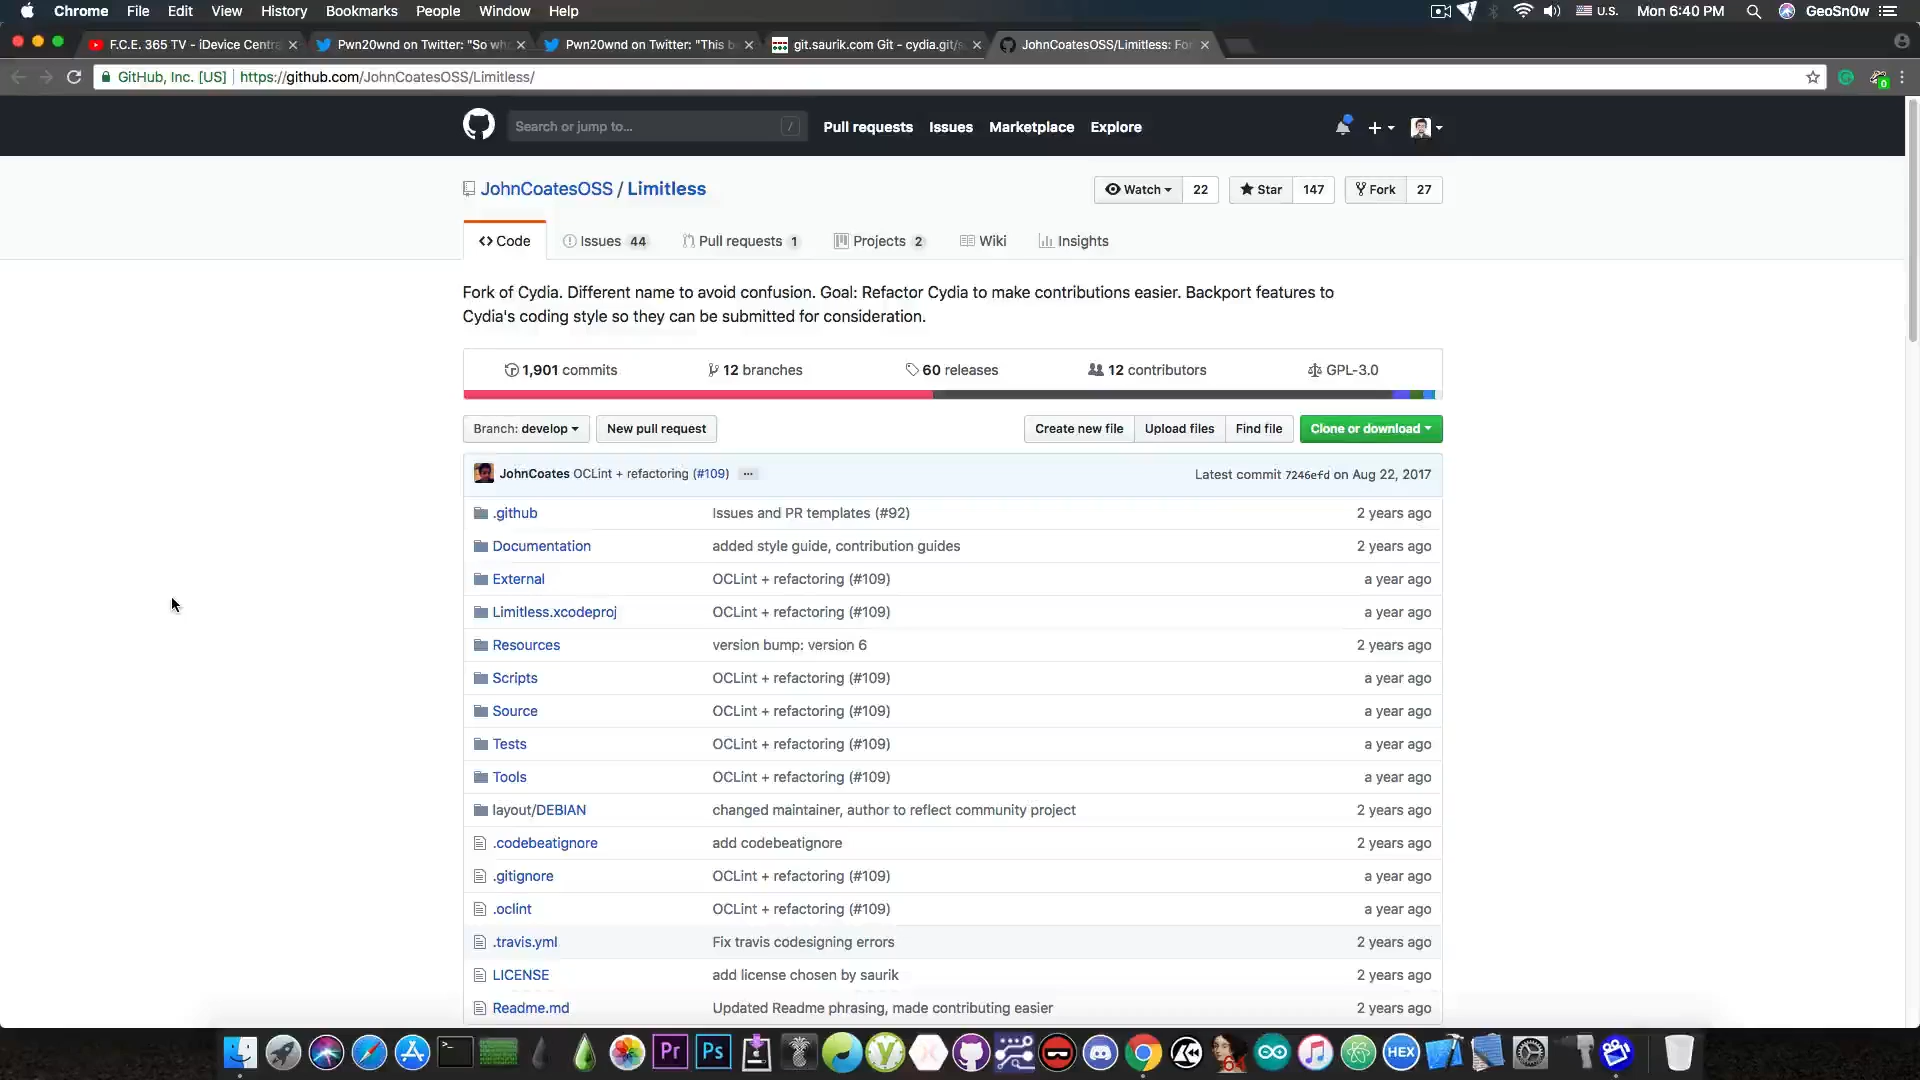 Chrome File Edit View History Bookmarks People Window Help U.S. Mon 6:40 PM GeoSn0w
F.C.E. 365 TV - iDevice Centra Pwn20wnd on Twitter: "So wh Pwn20wnd on Twitter: "This b git.saurik.com Git - cydia.git/s JohnCoatesOSS/Limitless: For
GitHub, Inc. [US] https://github.com/JohnCoatesOSS/Limitless/ 0
Search or jump to... / Pull requests Issues Marketplace Explore
JohnCoatesOSS / Limitless Watch 22 Star 147 Fork 27
Code Issues 44 Pull requests 1 Projects 2 Wiki Insights
Fork of Cydia. Different name to avoid confusion. Goal: Refactor Cydia to make contributions easier. Backport features to
Cydia's coding style so they can be submitted for consideration.
1,901 commits 12 branches 60 releases 12 contributors GPL-3.0
Branch: develop New pull request Create new file Upload files Find file Clone or download
JohnCoates OCLint + refactoring (#109) ... Latest commit 7246efd on Aug 22, 2017
.github Issues and PR templates (#92) 2 years ago
Documentation added style guide, contribution guides 2 years ago
External OCLint + refactoring (#109) a year ago
Limitless.xcodeproj OCLint + refactoring (#109) a year ago
Resources version bump: version 6 2 years ago
Scripts OCLint + refactoring (#109) a year ago
Source OCLint + refactoring (#109) a year ago
Tests OCLint + refactoring (#109) a year ago
Tools OCLint + refactoring (#109) a year ago
layout/DEBIAN changed maintainer, author to reflect community project 2 years ago
.codebeatignore add codebeatignore 2 years ago
.gitignore OCLint + refactoring (#109) a year ago
.oclint OCLint + refactoring (#109) a year ago
.travis.yml Fix travis codesigning errors 2 years ago
LICENSE add license chosen by saurik 2 years ago
Readme.md Updated Readme phrasing, made contributing easier 2 years ago
Pr Ps HEX